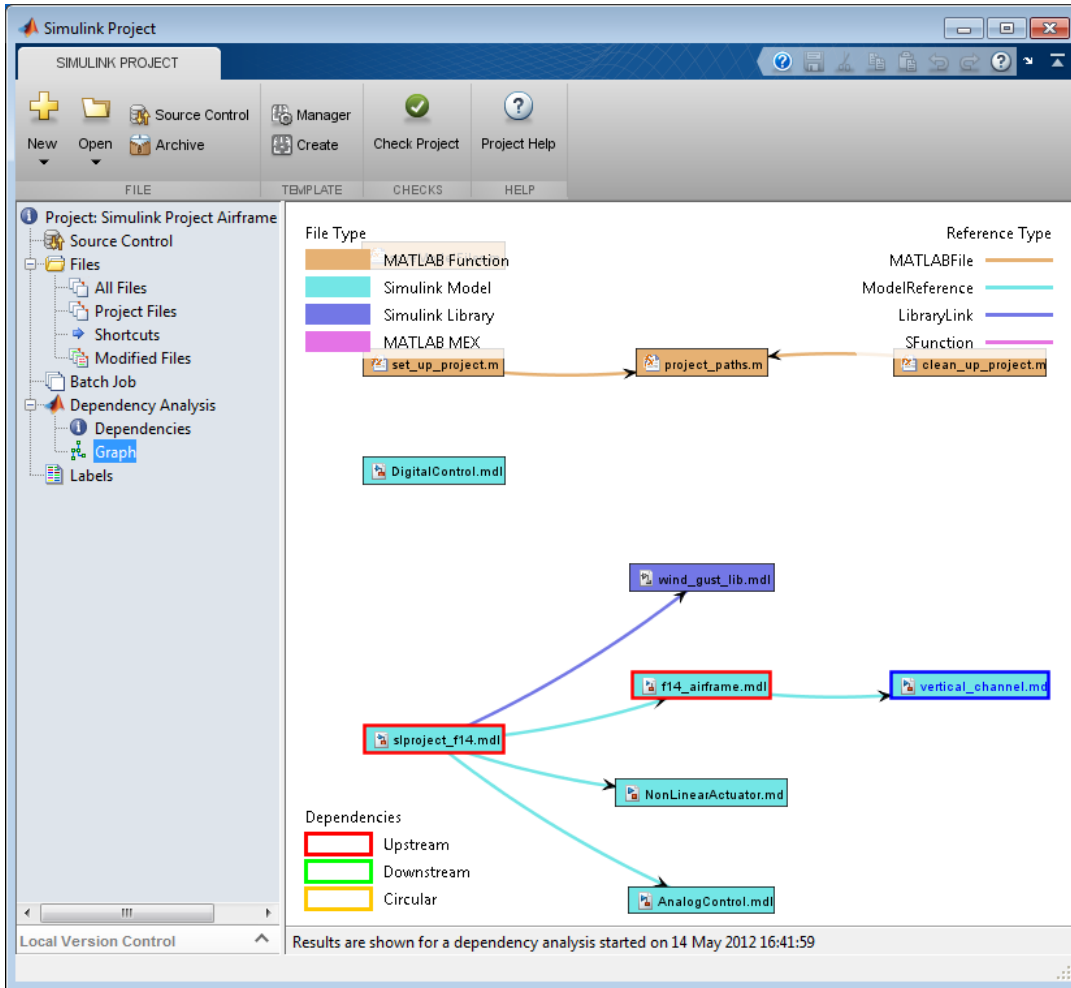 Simulink Project
SIMULINK PROJECT
New
Open
Source Control
Archive
Manager
Create
Check Project
Project Help
FILE
TEMPLATE
CHECKS
HELP
Project: Simulink Project Airframe
Source Control
Files
All Files
Project Files
Shortcuts
Modified Files
Batch Job
Dependency Analysis
Dependencies
Graph
Labels
Local Version Control
File Type
MATLAB Function
Simulink Model
Simulink Library
MATLAB MEX
Reference Type
MATLABFile
ModelReference
LibraryLink
SFunction
set_up_project.m
project_paths.m
clean_up_project.m
DigitalControl.mdl
wind_gust_lib.mdl
f14_airframe.mdl
vertical_channel.md
slproject_f14.mdl
NonLinearActuator.md
AnalogControl.mdl
Dependencies
Upstream
Downstream
Circular
Results are shown for a dependency analysis started on 14 May 2012 16:41:59